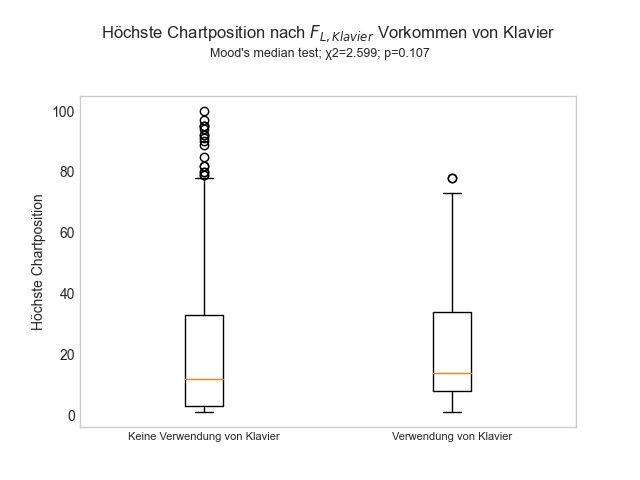 Höchste Chartposition nach F_{L,Klavier} Vorkommen von Klavier
Mood's median test; χ2=2.599; p=0.107
Höchste Chartposition
100
80
60
40
20
0
Keine Verwendung von Klavier
Verwendung von Klavier